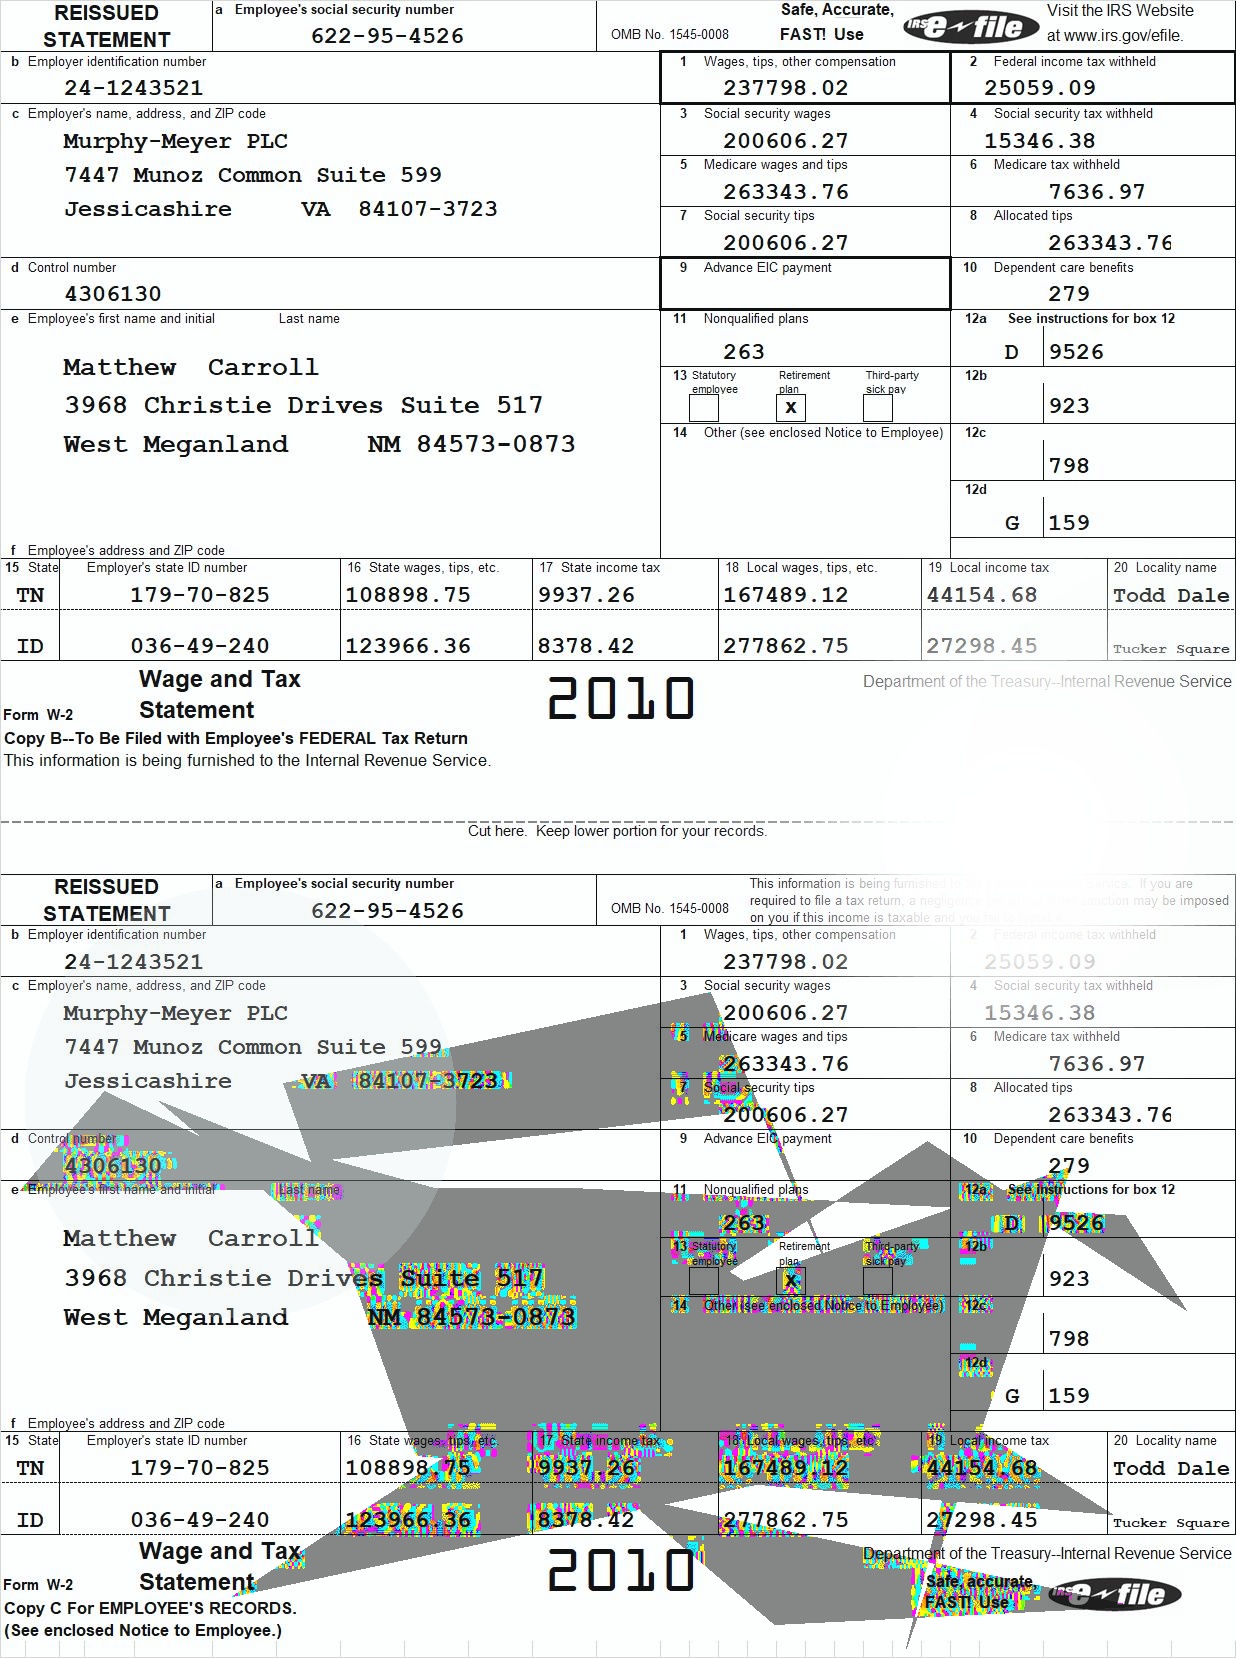 REISSUED STATEMENT
a Employee's social security number
622-95-4526
OMB No. 1545-0008
Safe, Accurate, FAST! Use
IRS e-file
Visit the IRS Website at www.irs.gov/efile.
b Employer identification number
24-1243521
1 Wages, tips, other compensation
237798.02
2 Federal income tax withheld
25059.09
c Employer's name, address, and ZIP code
Murphy-Meyer PLC
7447 Munoz Common Suite 599
Jessicashire VA 84107-3723
3 Social security wages
200606.27
4 Social security tax withheld
15346.38
5 Medicare wages and tips
263343.76
6 Medicare tax withheld
7636.97
7 Social security tips
200606.27
8 Allocated tips
263343.76
d Control number
4306130
9 Advance EIC payment
10 Dependent care benefits
279
e Employee's first name and initial Last name
Matthew Carroll
3968 Christie Drives Suite 517
West Meganland NM 84573-0873
11 Nonqualified plans
263
12a See instructions for box 12
D 9526
13 Statutory employee Retirement plan Third-party sick pay
X
12b
923
14 Other (see enclosed Notice to Employee)
12c
798
12d
G 159
f Employee's address and ZIP code
15 State Employer's state ID number 16 State wages, tips, etc. 17 State income tax 18 Local wages, tips, etc. 19 Local income tax 20 Locality name
TN 179-70-825 108898.75 9937.26 167489.12 44154.68 Todd Dale
ID 036-49-240 123966.36 8378.42 277862.75 27298.45 Tucker Square
Form W-2 Wage and Tax Statement
2010
Department of the Treasury--Internal Revenue Service
Copy B--To Be Filed with Employee's FEDERAL Tax Return
This information is being furnished to the Internal Revenue Service.
Cut here. Keep lower portion for your records.
REISSUED STATEMENT
a Employee's social security number
622-95-4526
OMB No. 1545-0008
This information is being If you are
required to file a tax return, a may be imposed
on you if this income is taxable and
b Employer identification number
24-1243521
1 Wages, tips, other compensation
237798.02
2 Federal income tax withheld
25059.09
c Employer's name, address, and ZIP code
Murphy-Meyer PLC
7447 Munoz Common Suite 599
Jessicashire VA 84107-3723
3 Social security wages
200606.27
4 Social security tax withheld
15346.38
5 Medicare wages and tips
263343.76
6 Medicare tax withheld
7636.97
7 Social security tips
200606.27
8 Allocated tips
263343.76
d Control number
4306130
9 Advance EIC payment
10 Dependent care benefits
279
e Employee's first name and initial Last name
Matthew Carroll
3968 Christie Drives Suite 517
West Meganland NM 84573-0873
11 Nonqualified plans
263
12a See instructions for box 12
D 9526
13 Statutory employee Retirement plan Third-party sick pay
X
12b
923
14 Other (see enclosed Notice to Employee)
12c
798
12d
G 159
f Employee's address and ZIP code
15 State Employer's state ID number 16 State wages, tips, etc. 17 State income tax 18 Local wages, tips, etc. 19 Local income tax 20 Locality name
TN 179-70-825 108898.75 9937.26 167489.12 44154.68 Todd Dale
ID 036-49-240 123966.36 8378.42 277862.75 27298.45 Tucker Square
Form W-2 Wage and Tax Statement
2010
Department of the Treasury--Internal Revenue Service
Safe, accurate, FAST! Use
IRS e-file
Copy C For EMPLOYEE'S RECORDS.
(See enclosed Notice to Employee.)